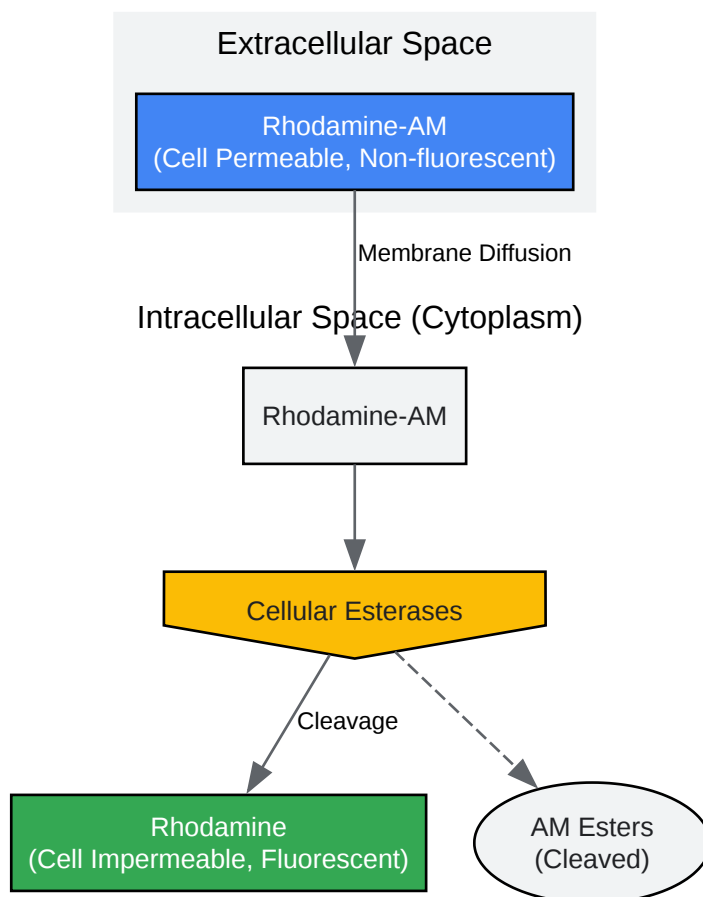 Extracellular Space
Rhodamine-AM
(Cell Permeable, Non-fluorescent)
Membrane Diffusion
Intracellular Space (Cytoplasm)
Rhodamine-AM
Cellular Esterases
Cleavage
Rhodamine
(Cell Impermeable, Fluorescent)
AM Esters
(Cleaved)